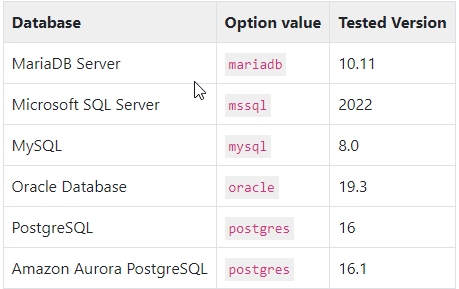 Database Option value Tested Version
MariaDB Server mariadb 10.11
Microsoft SQL Server mssql 2022
MySQL mysql 8.0
Oracle Database oracle 19.3
PostgreSQL postgres 16
Amazon Aurora PostgreSQL postgres 16.1